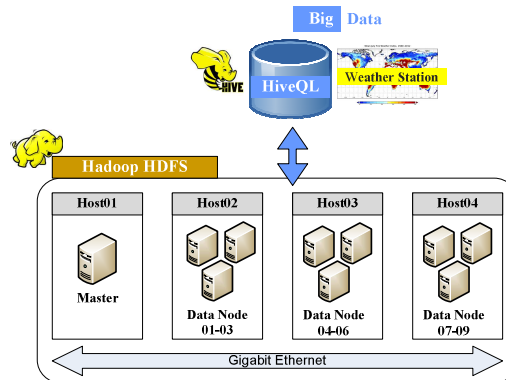 Big Data
HIVE
HiveQL
Weather Station
Hadoop HDFS
Host01
Host02
Host03
Host04
Master
Data Node
01-03
Data Node
04-06
Data Node
07-09
Gigabit Ethernet